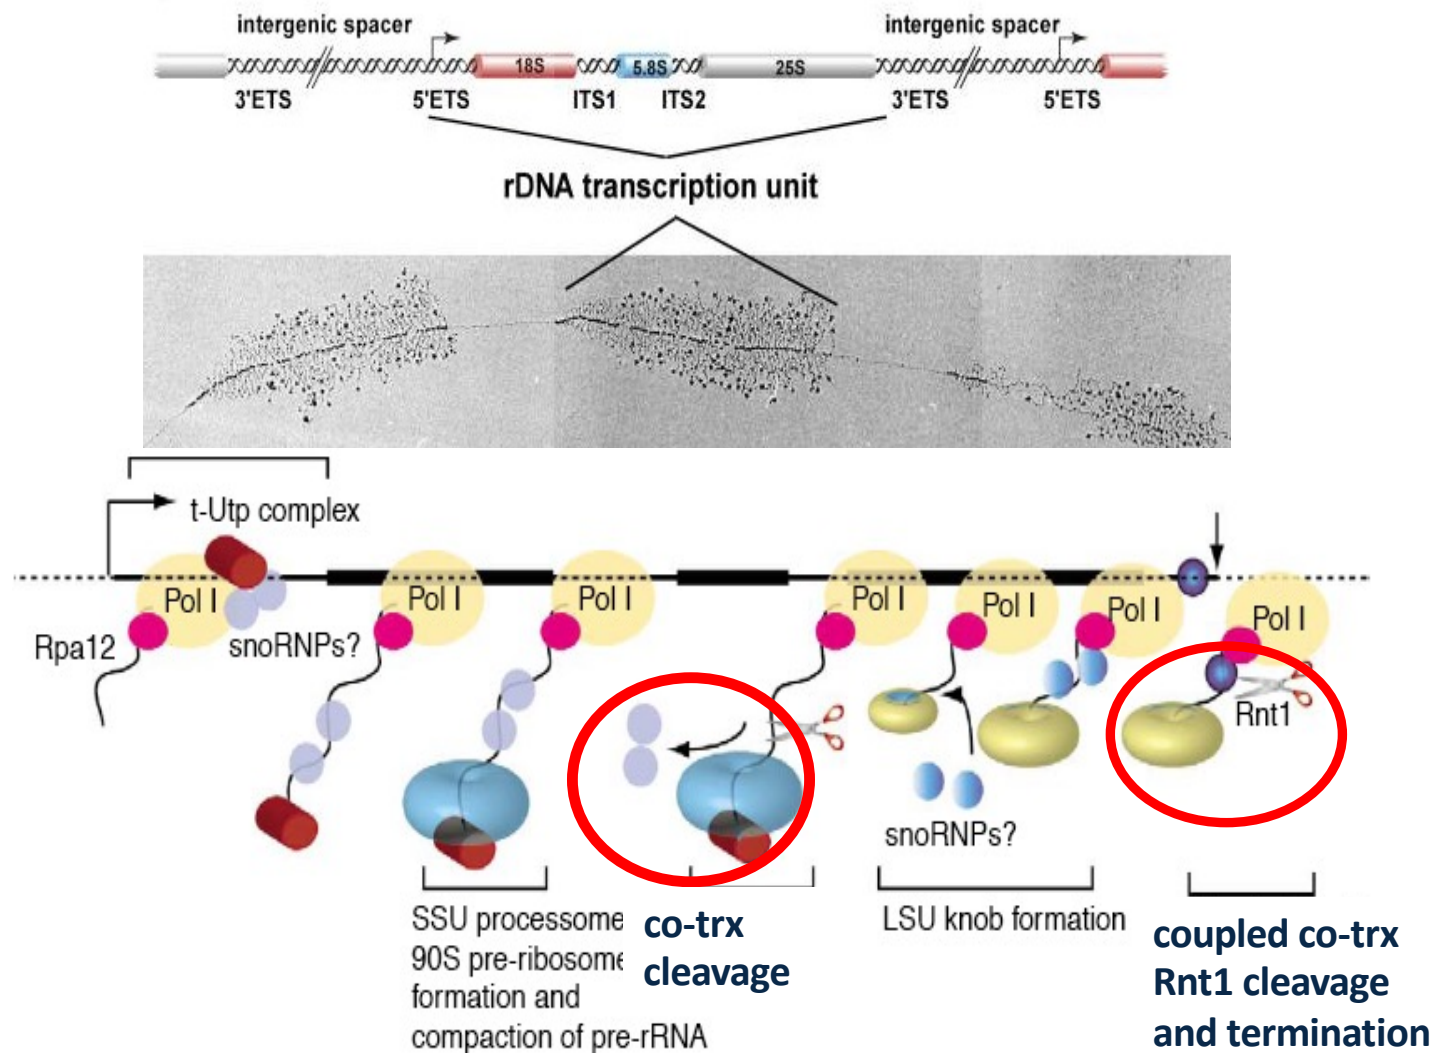 intergenic spacer
intergenic spacer
18S
5.8S
25S
3'ETS
5'ETS
ITS1
ITS2
3'ETS
5'ETS
rDNA transcription unit
t-Utp complex
Pol I
Pol I
Pol I
Pol I
Pol I
Pol I
Pol I
Rpa12
snoRNPs?
Rnt1
snoRNPs?
SSU processome
90S pre-ribosome
formation and
compaction of pre-rRNA
co-trx
cleavage
LSU knob formation
coupled co-trx
Rnt1 cleavage
and termination